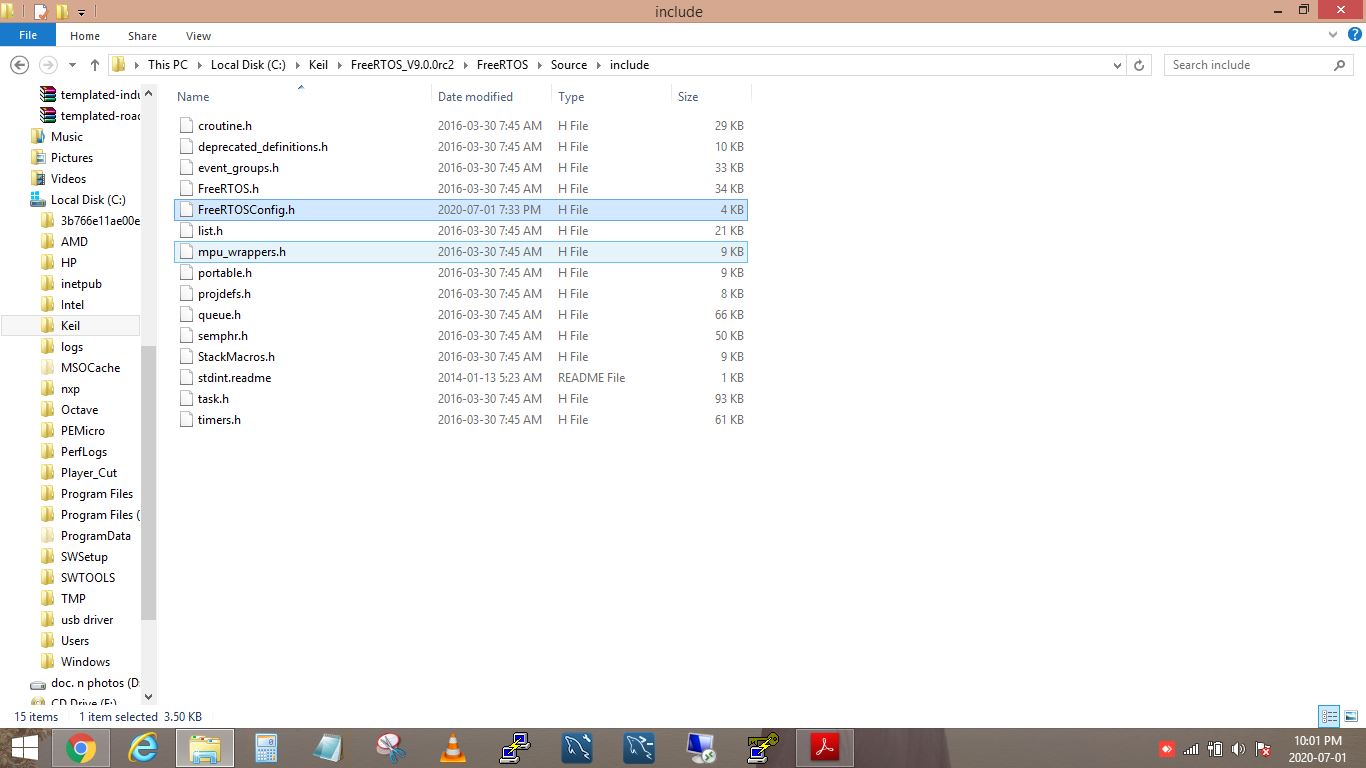 include
File Home Share View
This PC Local Disk (C:) Keil FreeRTOS_V9.0.0rc2 FreeRTOS Source include Search include
templated-indu
templated-road
Music
Pictures
Videos
Local Disk (C:)
3b766e11ae00e
AMD
HP
inetpub
Intel
Keil
logs
MSOCache
nxp
Octave
PEMicro
PerfLogs
Player_Cut
Program Files
Program Files (
ProgramData
SWSetup
SWTOOLS
TMP
usb driver
Users
Windows
doc. n photos (D:
CD Drive (F:)
Name Date modified Type Size
croutine.h 2016-03-30 7:45 AM H File 29 KB
deprecated_definitions.h 2016-03-30 7:45 AM H File 10 KB
event_groups.h 2016-03-30 7:45 AM H File 33 KB
FreeRTOS.h 2016-03-30 7:45 AM H File 34 KB
FreeRTOSConfig.h 2020-07-01 7:33 PM H File 4 KB
list.h 2016-03-30 7:45 AM H File 21 KB
mpu_wrappers.h 2016-03-30 7:45 AM H File 9 KB
portable.h 2016-03-30 7:45 AM H File 9 KB
projdefs.h 2016-03-30 7:45 AM H File 8 KB
queue.h 2016-03-30 7:45 AM H File 66 KB
semphr.h 2016-03-30 7:45 AM H File 50 KB
StackMacros.h 2016-03-30 7:45 AM H File 9 KB
stdint.readme 2014-01-13 5:23 AM README File 1 KB
task.h 2016-03-30 7:45 AM H File 93 KB
timers.h 2016-03-30 7:45 AM H File 61 KB
15 items 1 item selected 3.50 KB
10:01 PM
2020-07-01